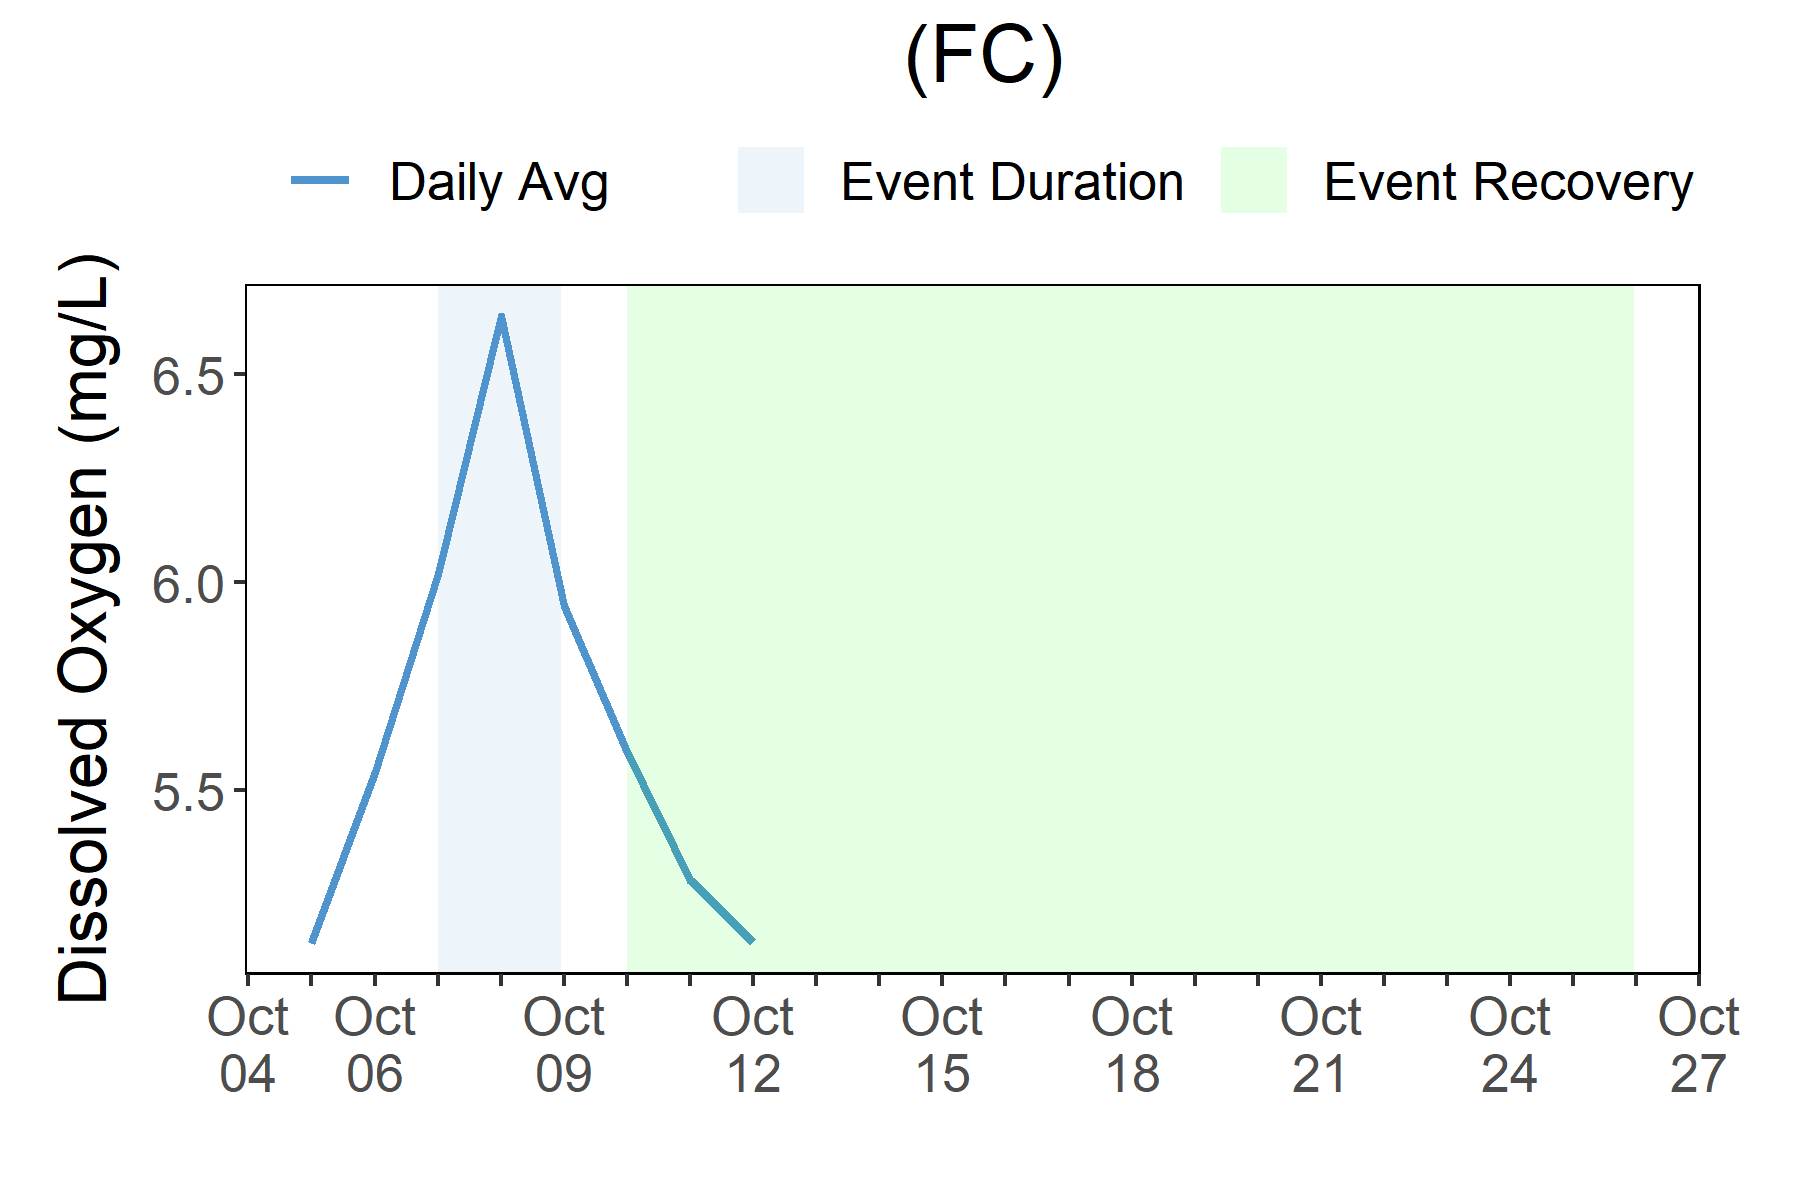 (FC)
Daily Avg Event Duration Event Recovery
Dissolved Oxygen (mg/L)
6.5
6.0
5.5
Oct Oct Oct Oct Oct Oct Oct Oct Oct
04 06 09 12 15 18 21 24 27